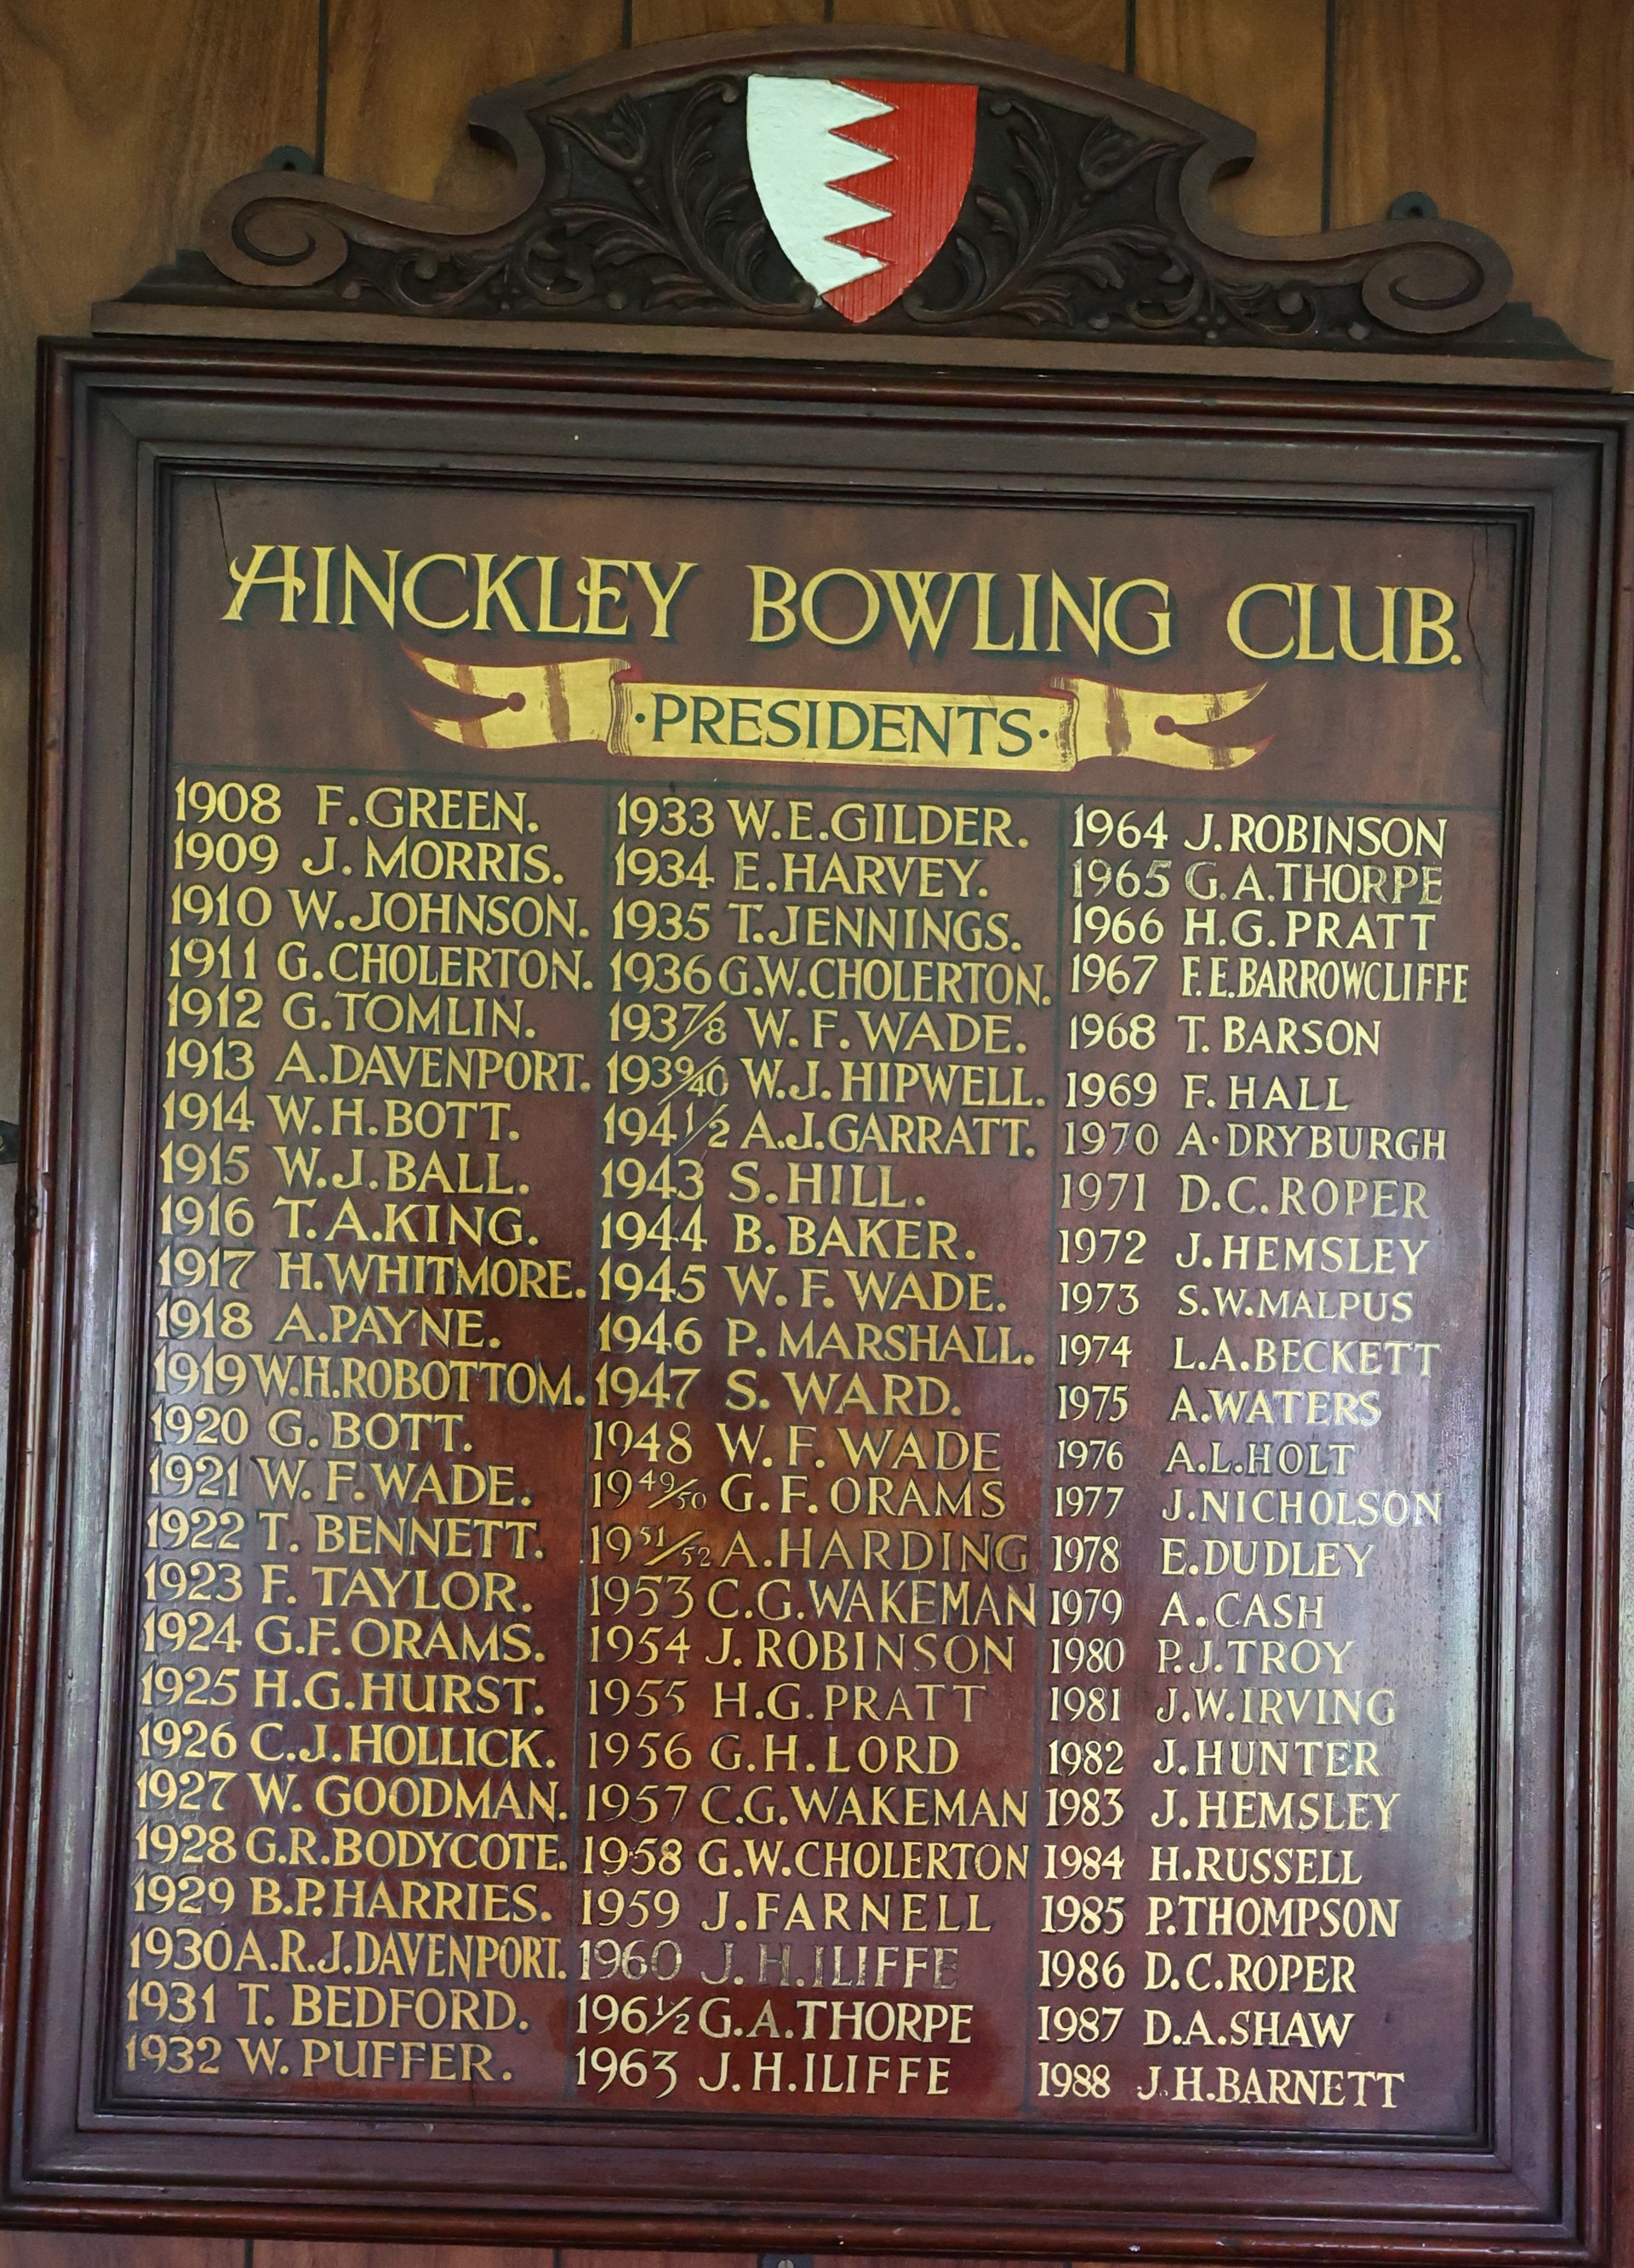 HINCKLEY BOWLING CLUB.
·PRESIDENTS·
1908 F. GREEN.
1909 J. MORRIS.
1910 W. JOHNSON.
1911 G. CHOLERTON.
1912 G. TOMLIN.
1913 A. DAVENPORT.
1914 W. H. BOTT.
1915 W. J. BALL.
1916 T. A. KING.
1917 H. WHITMORE.
1918 A. PAYNE.
1919 W. H. ROBOTTOM.
1920 G. BOTT.
1921 W. F. WADE.
1922 T. BENNETT.
1923 F. TAYLOR.
1924 G. F. ORAMS.
1925 H. G. HURST.
1926 C. J. HOLLICK.
1927 W. GOODMAN.
1928 G. R. BODYCOTE.
1929 B. P. HARRIES.
1930 A. R. J. DAVENPORT.
1931 T. BEDFORD.
1932 W. PUFFER.
1933 W. E. GILDER.
1934 E. HARVEY.
1935 T. JENNINGS.
1936 G. W. CHOLERTON.
1937/8 W. F. WADE.
1939/40 W. J. HIPWELL.
1941/2 A. J. GARRATT.
1943 S. HILL.
1944 B. BAKER.
1945 W. F. WADE.
1946 P. MARSHALL.
1947 S. WARD.
1948 W. F. WADE
1949/50 G. F. ORAMS
1951/52 A. HARDING
1953 C. G. WAKEMAN
1954 J. ROBINSON
1955 H. G. PRATT
1956 G. H. LORD
1957 C. G. WAKEMAN
1958 G. W. CHOLERTON
1959 J. FARNELL
1960 J. H. ILIFFE
1961/2 G. A. THORPE
1963 J. H. ILIFFE
1964 J. ROBINSON
1965 G. A. THORPE
1966 H. G. PRATT
1967 F. E. BARROWCLIFFE
1968 T. BARSON
1969 F. HALL
1970 A· DRYBURGH
1971 D. C. ROPER
1972 J. HEMSLEY
1973 S. W. MALPUS
1974 L. A. BECKETT
1975 A. WATERS
1976 A. L. HOLT
1977 J. NICHOLSON
1978 E. DUDLEY
1979 A. CASH
1980 P. J. TROY
1981 J. W. IRVING
1982 J. HUNTER
1983 J. HEMSLEY
1984 H. RUSSELL
1985 P. THOMPSON
1986 D. C. ROPER
1987 D. A. SHAW
1988 J. H. BARNETT